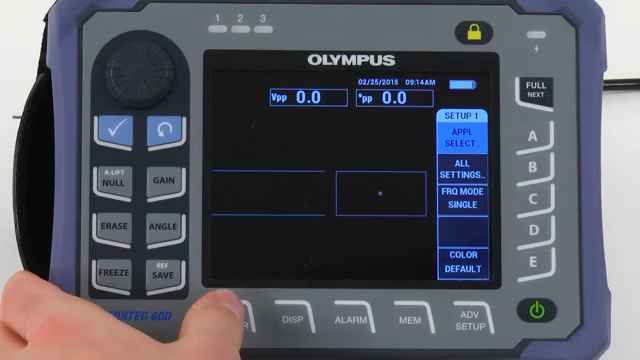 1 2 3
OLYMPUS
02/25/2015 09:14AM
Vpp 0.0
°pp 0.0
FULL
NEXT
SETUP 1
APPL
SELECT..
ALL
SETTINGS..
FRQ MODE
SINGLE
COLOR
DEFAULT
A
B
C
D
E
A-LIFT
NULL
GAIN
ERASE
ANGLE
FREEZE
REF
SAVE
600
DISP
ALARM
MEM
ADV
SETUP